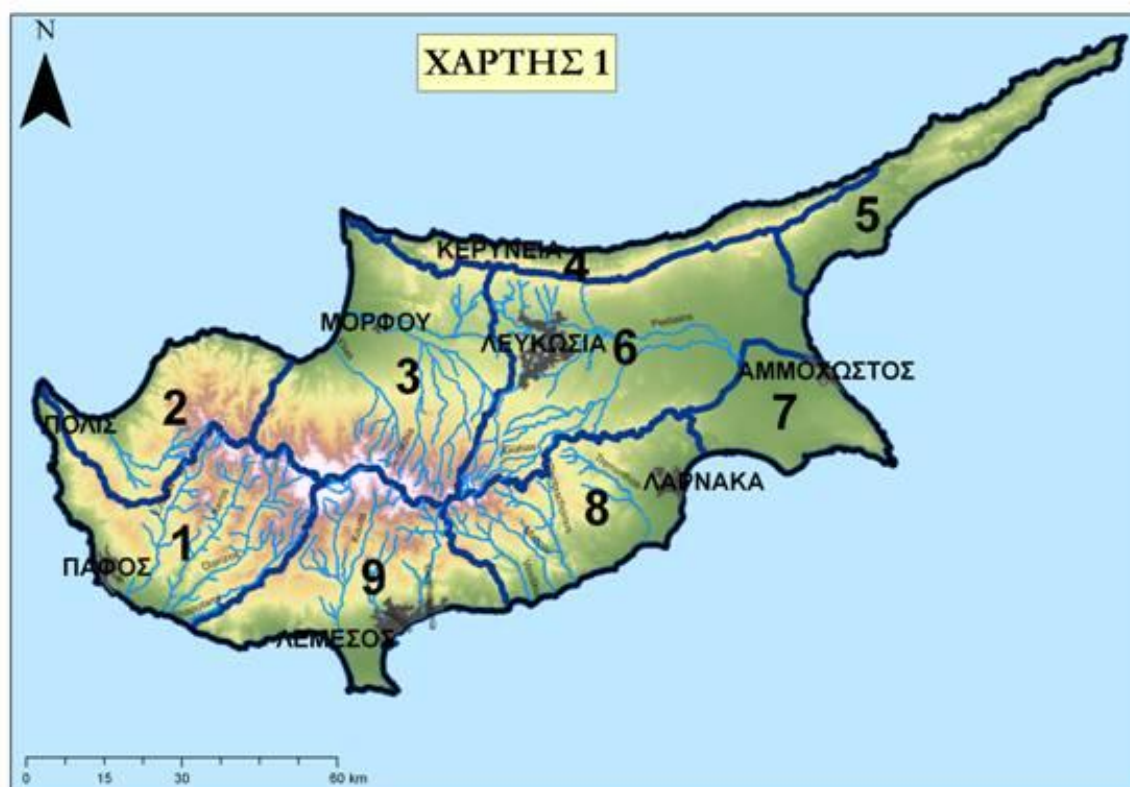 N
ΧΑΡΤΗΣ 1
5
ΚΕΡΥΝΕΙΑ
4
ΜΟΡΦΟΥ
ΛΕΥΚΩΣΙΑ
6
3
ΑΜΜΟΧΩΣΤΟΣ
2
7
ΠΟΛΙΣ
ΛΑΡΝΑΚΑ
8
1
ΠΑΦΟΣ
9
ΛΕΜΕΣΟΣ
0 15 30 60 km